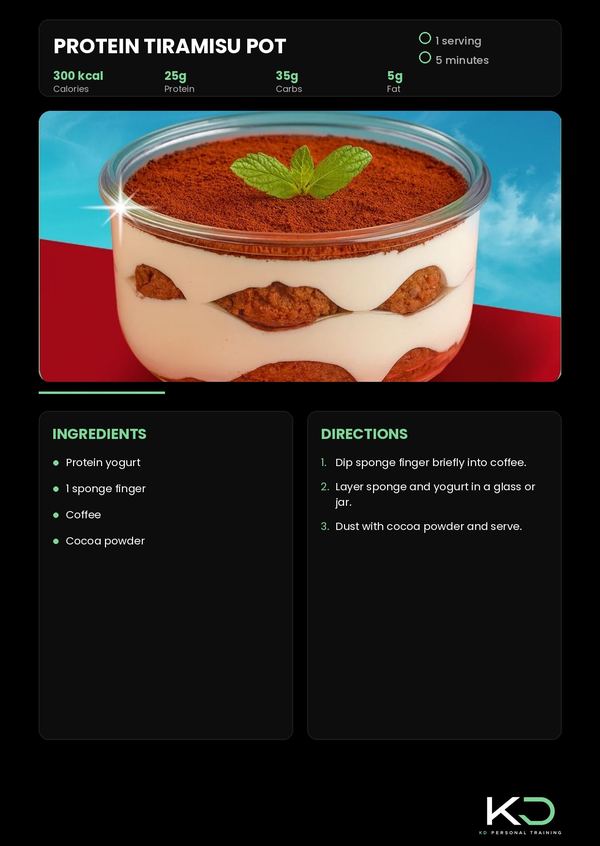 PROTEIN TIRAMISU POT
1 serving
5 minutes
300 kcal
Calories
25g
Protein
35g
Carbs
5g
Fat
INGREDIENTS
Protein yogurt
1 sponge finger
Coffee
Cocoa powder
DIRECTIONS
1. Dip sponge finger briefly into coffee.
2. Layer sponge and yogurt in a glass or
jar.
3. Dust with cocoa powder and serve.
KD
KD PERSONAL TRAINING